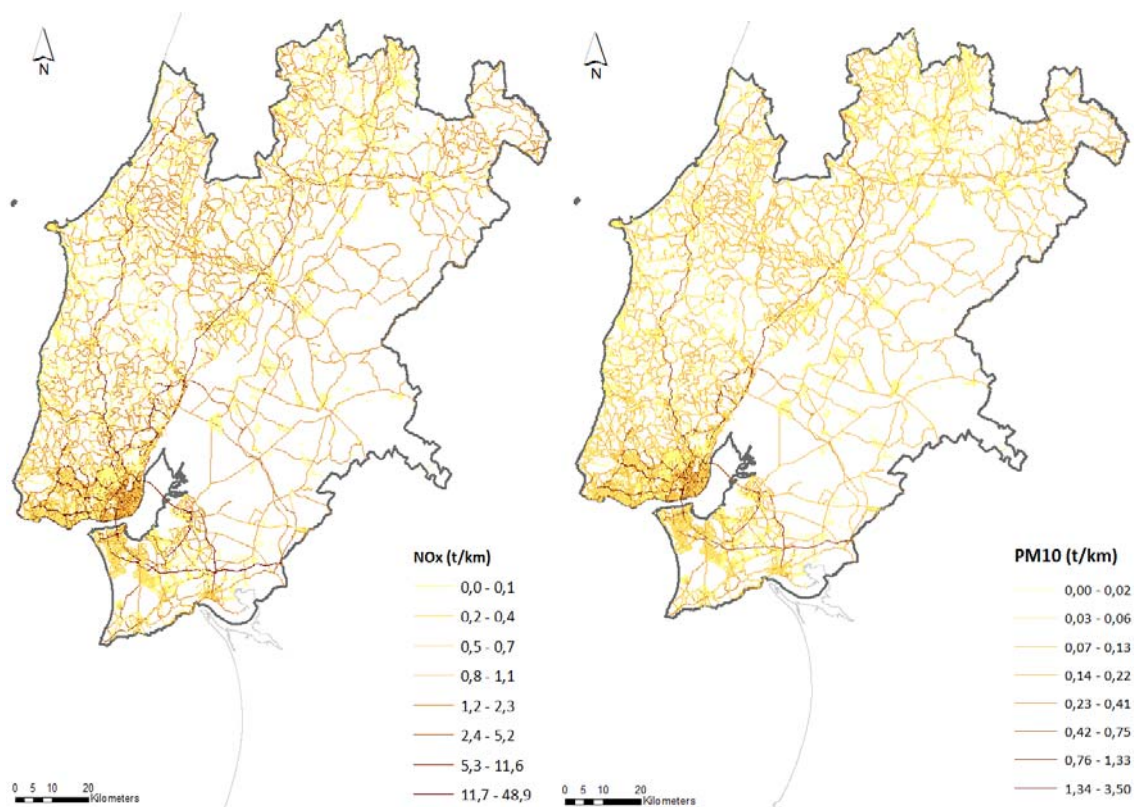 N
NOx (t/km)
0,0 - 0,1
0,2 - 0,4
0,5 - 0,7
0,8 - 1,1
1,2 - 2,3
2,4 - 5,2
5,3 - 11,6
11,7 - 48,9
0 5 10 20
Kilometers
N
PM10 (t/km)
0,00 - 0,02
0,03 - 0,06
0,07 - 0,13
0,14 - 0,22
0,23 - 0,41
0,42 - 0,75
0,76 - 1,33
1,34 - 3,50
0 5 10 20
Kilometers